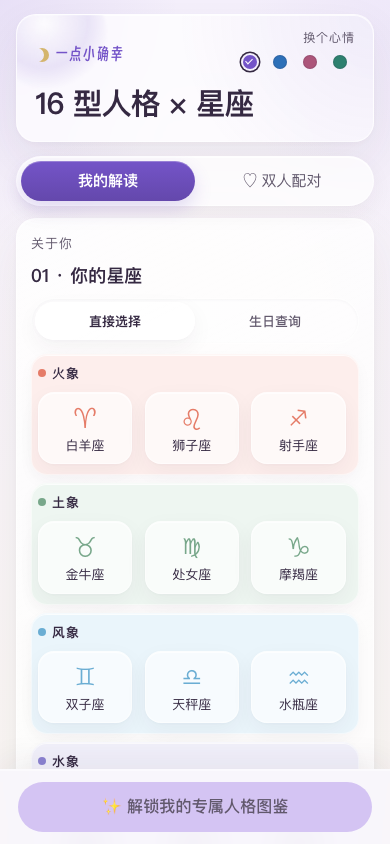 换个心情
一点小确幸
16 型人格 × 星座
我的解读
♡ 双人配对
关于你
01 · 你的星座
直接选择
生日查询
火象
白羊座
狮子座
射手座
土象
金牛座
处女座
摩羯座
风象
双子座
天秤座
水瓶座
水象
✨ 解锁我的专属人格图鉴